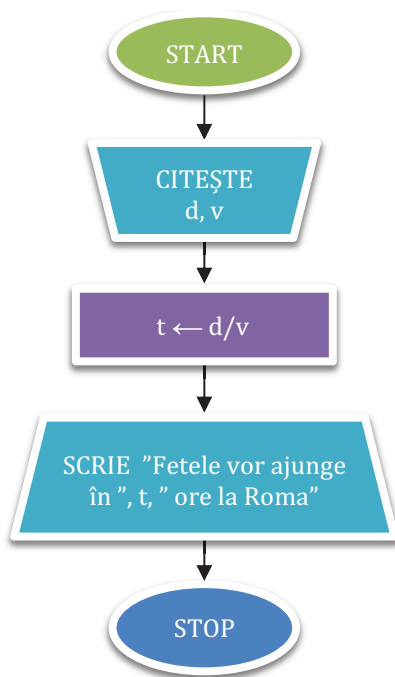 START
CITEȘTE
d, v
t ← d/v
SCRIE ”Fetele vor ajunge
în ”, t, ” ore la Roma”
STOP